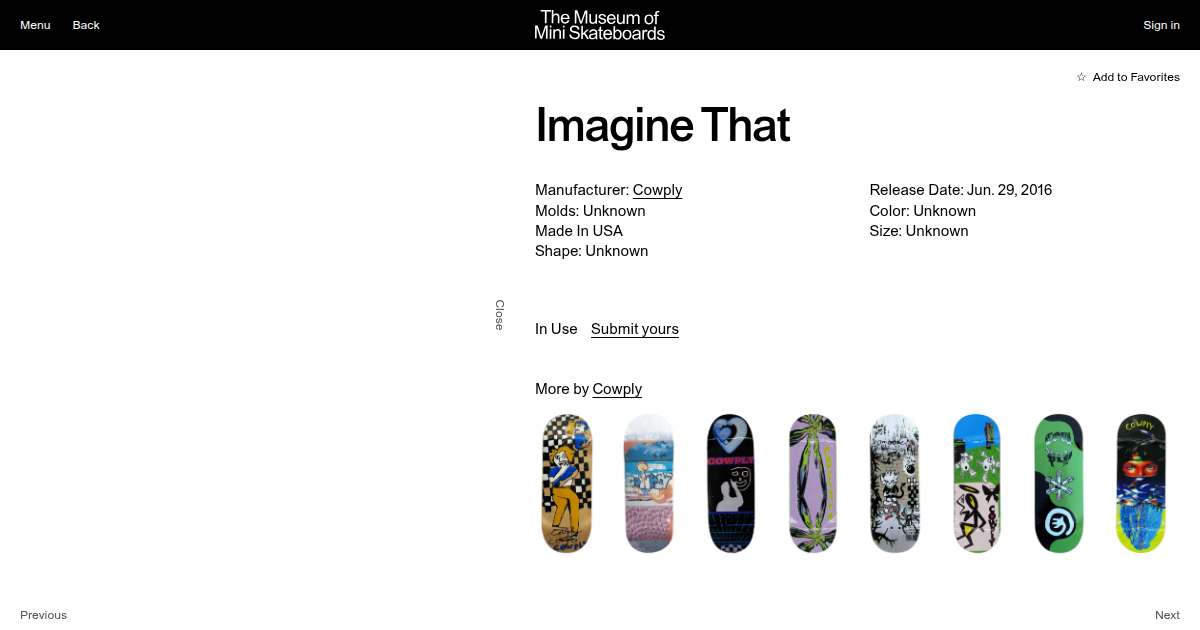 Menu
Back
The Museum of
Mini Skateboards
Sign in
☆ Add to Favorites
Imagine That
Manufacturer: Cowply
Molds: Unknown
Made In USA
Shape: Unknown
Release Date: Jun. 29, 2016
Color: Unknown
Size: Unknown
Close
In Use
Submit yours
More by Cowply
COWPLY
COWPLY
Previous
Next